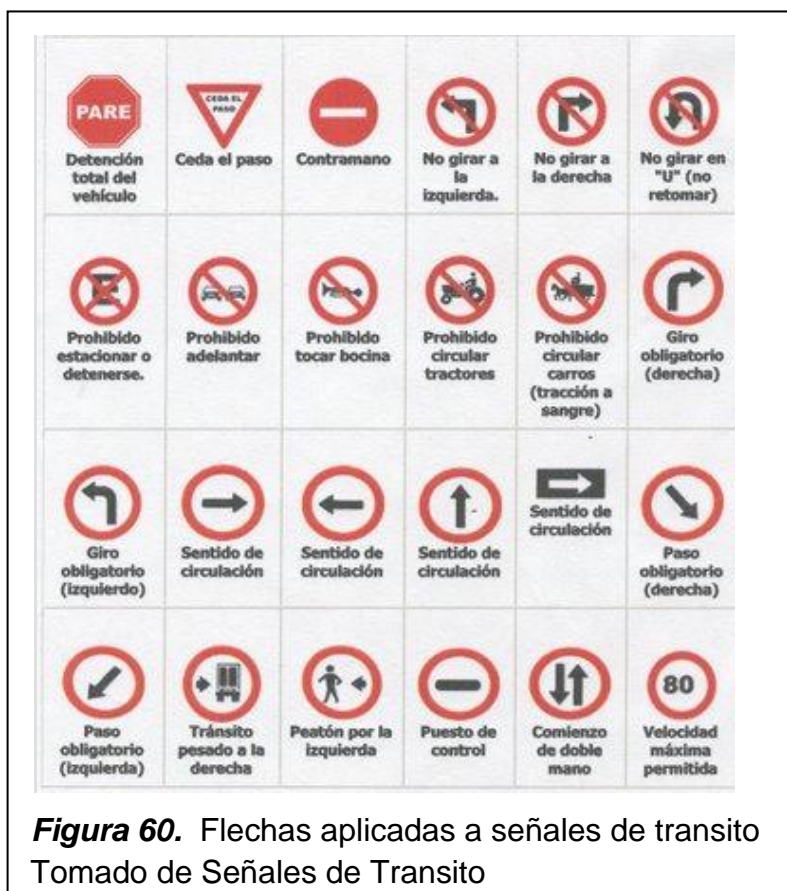 PARE
Detención
total del
vehículo
CEDA EL
PASO
Ceda el paso
Contramano
No girar a
la
izquierda.
No girar a
la derecha
No girar en
"U" (no
retomar)
Prohibido
estacionar o
detenerse.
Prohibido
adelantar
Prohibido
tocar bocina
Prohibido
circular
tractores
Prohibido
circular
carros
(tracción a
sangre)
Giro
obligatorio
(derecha)
Giro
obligatorio
(izquierdo)
Sentido de
circulación
Sentido de
circulación
Sentido de
circulación
Sentido de
circulación
Paso
obligatorio
(derecha)
Paso
obligatorio
(izquierda)
Tránsito
pesado a la
derecha
Peatón por la
izquierda
Puesto de
control
Comienzo
de doble
mano
80
Velocidad
máxima
permitida
Figura 60. Flechas aplicadas a señales de transito
Tomado de Señales de Transito